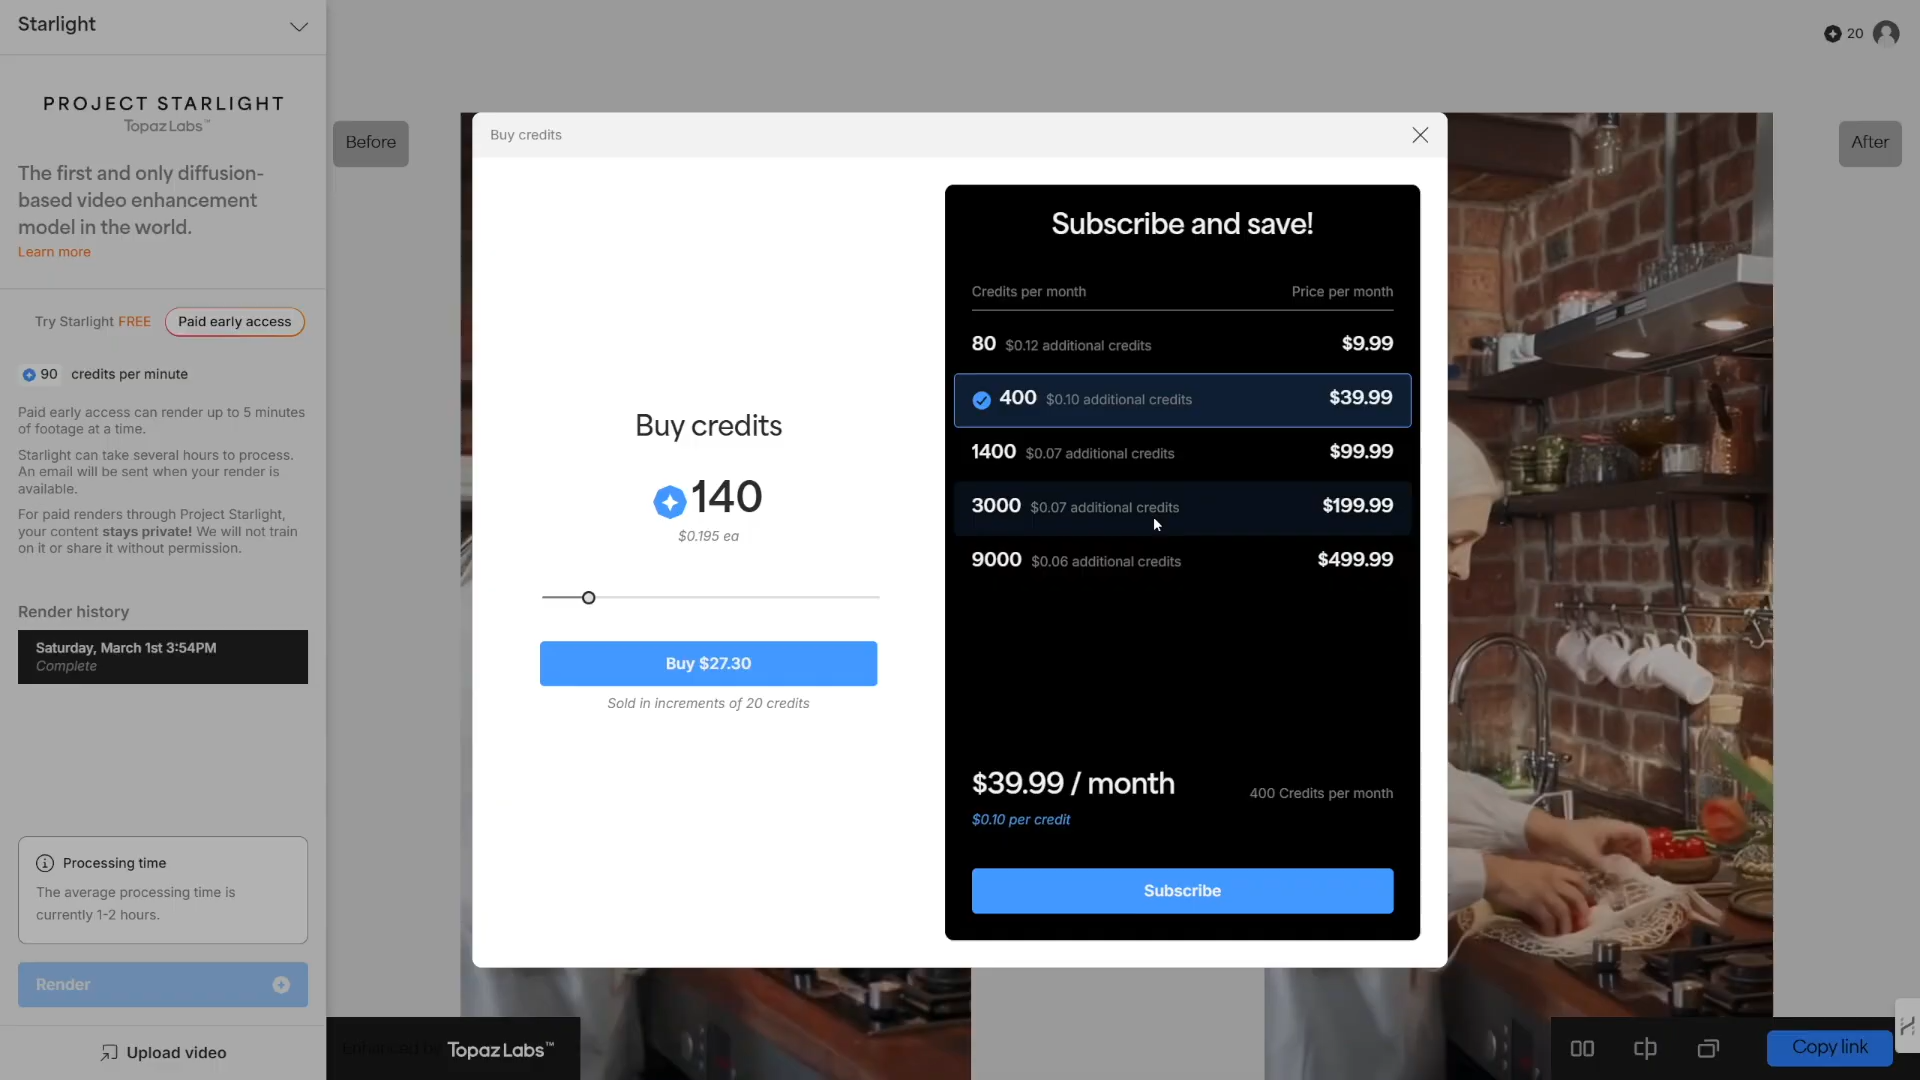 Starlight
20
PROJECT STARLIGHT
Topaz Labs™
The first and only diffusion-
based video enhancement
model in the world.
Learn more
Try Starlight FREE
Paid early access
90 credits per minute
Paid early access can render up to 5 minutes
of footage at a time.
Starlight can take several hours to process.
An email will be sent when your render is
available.
For paid renders through Project Starlight,
your content stays private! We will not train
on it or share it without permission.
Render history
Saturday, March 1st 3:54PM
Complete
Processing time
The average processing time is
currently 1-2 hours.
Render
Upload video
Before
After
Buy credits
Buy credits
140
$0.195 ea
Buy $27.30
Sold in increments of 20 credits
Subscribe and save!
Credits per month Price per month
80 $0.12 additional credits $9.99
400 $0.10 additional credits $39.99
1400 $0.07 additional credits $99.99
3000 $0.07 additional credits $199.99
9000 $0.06 additional credits $499.99
$39.99 / month
400 Credits per month
$0.10 per credit
Subscribe
Enhanced by Topaz Labs™
Copy link